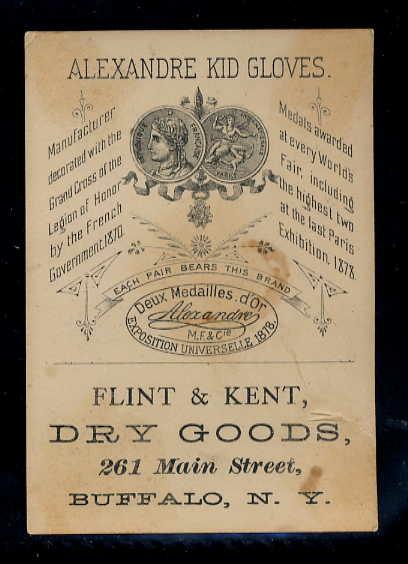 ALEXANDRE KID GLOVES.
Manufacturer
decorated with the
Grand Cross of the
Legion of Honor
by the French
Government, 1870.
Medals awarded
at every World's
Fair, including
the highest two
at the last Paris
Exhibition, 1878.
EACH PAIR BEARS THIS BRAND
Deux Medailles d'Or
Alexandre
M.F. & Cie
EXPOSITION UNIVERSELLE 1878.
FLINT & KENT,
DRY GOODS,
261 Main Street,
BUFFALO, N. Y.